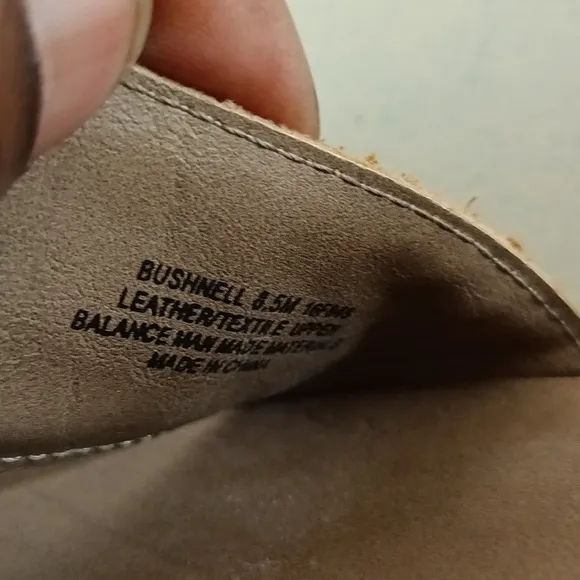 BUSHNELL 8.5M
LEATHER/TEXTILE UPPER
BALANCE MAN MADE MATERIALS
MADE IN CHINA